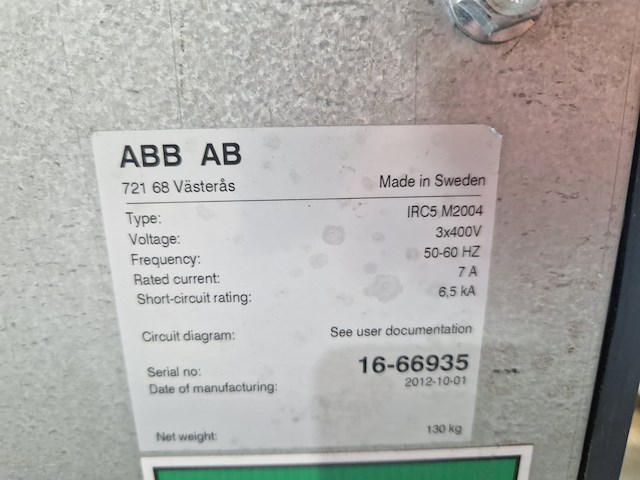 ABB AB
721 68 Västerås Made in Sweden
Type: IRC5 M2004
Voltage: 3x400V
Frequency: 50-60 HZ
Rated current: 7 A
Short-circuit rating: 6,5 kA
Circuit diagram: See user documentation
Serial no: 16-66935
Date of manufacturing: 2012-10-01
Net weight: 130 kg